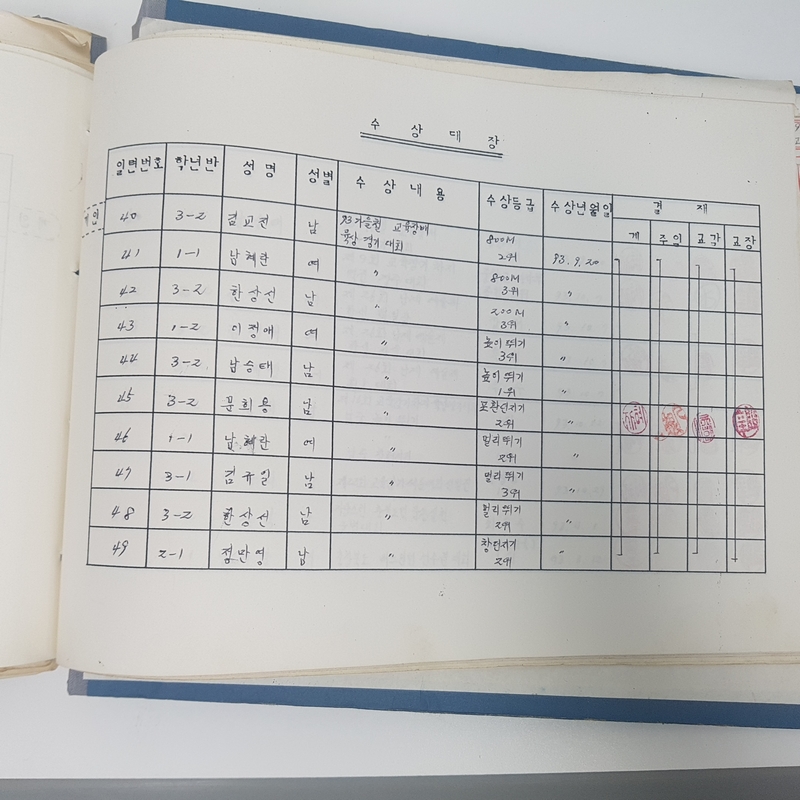 수 상 대 장
일련번호 학년반 성 명 성별 수 상 내 용 수상등급 수상년월일 결 재
계 주임 교감 교장
40 3-2 김교천 남 93가을철 교육장배 육상경기 대회 800M 2위 93.9.20
41 1-1 남혜란 여 〃 800M 3위 〃
42 3-2 한상선 남 〃 200M 3위 〃
43 1-2 이정애 여 〃 높이뛰기 3위 〃
44 3-2 남승태 남 〃 높이뛰기 1위 〃
45 3-2 문희용 남 〃 포환던지기 2위 〃
46 1-1 남혜란 여 〃 멀리뛰기 2위 〃
47 3-1 김규일 남 〃 멀리뛰기 3위 〃
48 3-2 한상선 남 〃 멀리뛰기 2위 〃
49 2-1 정만영 남 〃 창던지기 2위 〃